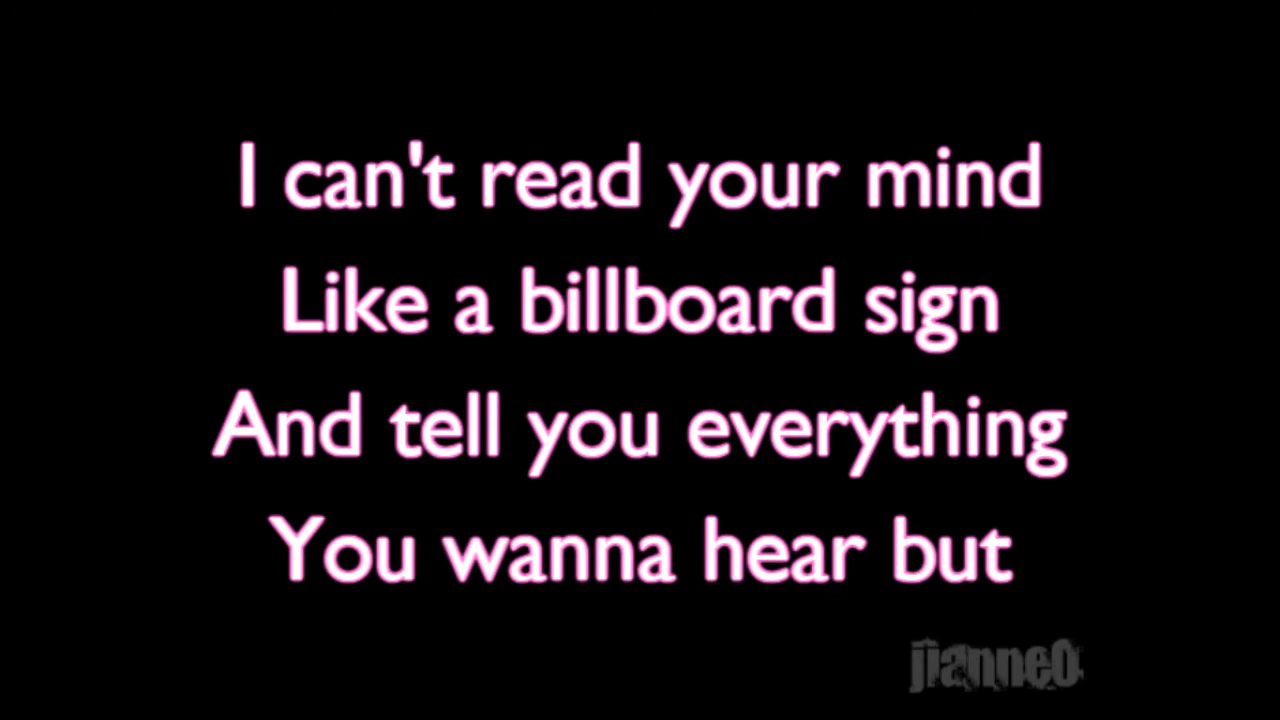 I can't read your mind
Like a billboard sign
And tell you everything
You wanna hear but
jianne0